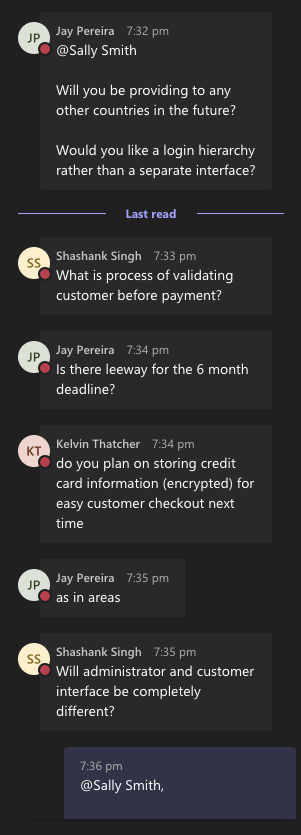 JP
Jay Pereira 7:32 pm
@Sally Smith
Will you be providing to any
other countries in the future?
Would you like a login hierarchy
rather than a separate interface?
Last read
SS
Shashank Singh 7:33 pm
What is process of validating
customer before payment?
JP
Jay Pereira 7:34 pm
Is there leeway for the 6 month
deadline?
KT
Kelvin Thatcher 7:34 pm
do you plan on storing credit
card information (encrypted) for
easy customer checkout next
time
JP
Jay Pereira 7:35 pm
as in areas
SS
Shashank Singh 7:35 pm
Will administrator and customer
interface be completely
different?
7:36 pm
@Sally Smith,